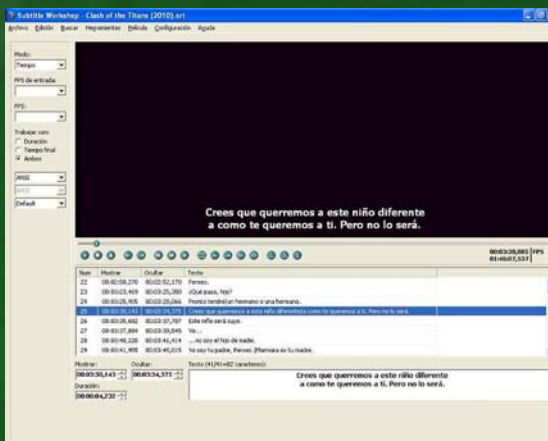 Subtitle Workshop - Clash of the Titans (2010).srt
Archivo Edición Buscar Herramientas Película Configuración Ayuda
Modo:
Tiempo
FPS de entrada:
FPS:
Trabajar con:
Duración
Tiempo final
Ambos
ANSI
ANSI
Default
Crees que querremos a este niño diferente
a como te queremos a ti. Pero no lo será.
00:03:30,885 FPS
01:46:07,537
Num Mostrar Ocultar Texto
22 00:02:50,270 00:02:52,170 Perseo.
23 00:03:23,469 00:03:25,380 ¿Qué pasa, hijo?
24 00:03:25,905 00:03:28,066 Pronto tendré|un hermano o una hermana.
25 00:03:30,143 00:03:34,375 Crees que querremos a este niño diferente|a como te queremos a ti. Pero no lo será.
26 00:03:35,682 00:03:37,707 Este niño será tuyo.
27 00:03:37,884 00:03:39,545 Yo...
28 00:03:40,220 00:03:41,414 ...no soy el hijo de nadie.
29 00:03:41,955 00:03:45,015 Yo soy tu padre, Perseo. |Marmara es tu madre.
Mostrar: Ocultar: Texto (41/41=82 caracteres):
00:03:30,143 00:03:34,375 Crees que querremos a este niño diferente
a como te queremos a ti. Pero no lo será.
Duración:
00:00:04,232